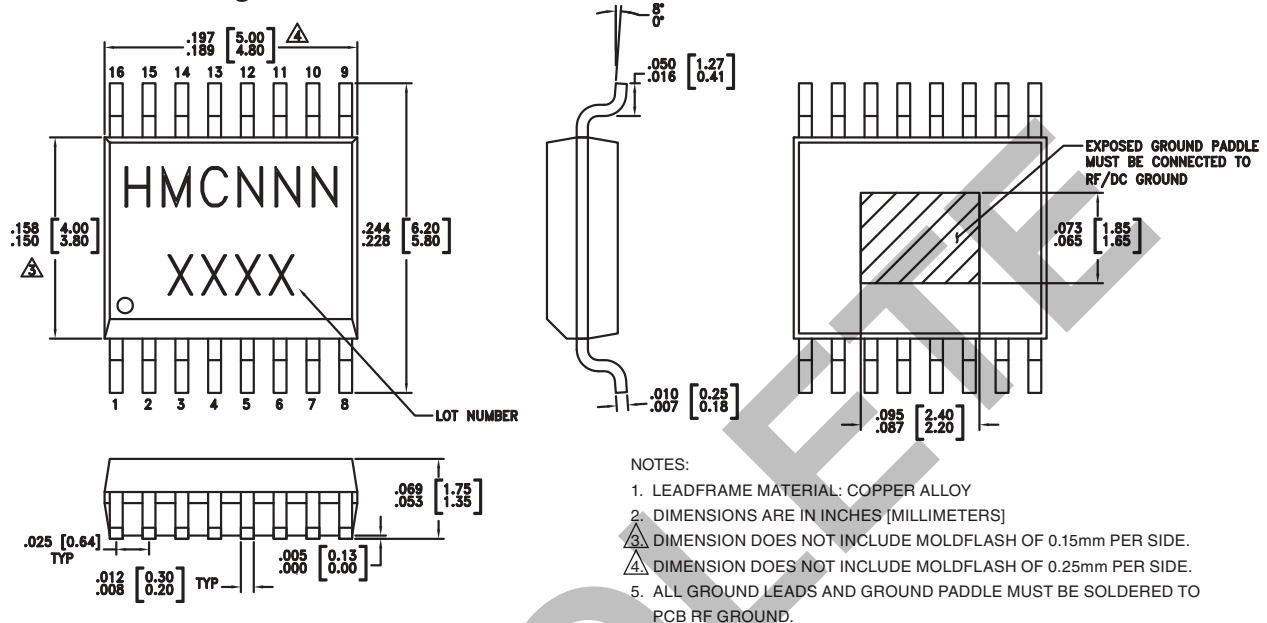 .197 [5.00]
.189 [4.80] 4
16 15 14 13 12 11 10 9
HMCNNN
XXXX
.158 [4.00]
.150 [3.80]
3
.244 [6.20]
.228 [5.80]
1 2 3 4 5 6 7 8
LOT NUMBER
8°
0°
.050 [1.27]
.016 [0.41]
.010 [0.25]
.007 [0.18]
EXPOSED GROUND PADDLE
MUST BE CONNECTED TO
RF/DC GROUND
.073 [1.85]
.065 [1.65]
.095 [2.40]
.087 [2.20]
.069 [1.75]
.053 [1.35]
.025 [0.64]
TYP
.012 [0.30]
.008 [0.20] TYP
.005 [0.13]
.000 [0.00]
NOTES:
1. LEADFRAME MATERIAL: COPPER ALLOY
2. DIMENSIONS ARE IN INCHES [MILLIMETERS]
3. DIMENSION DOES NOT INCLUDE MOLDFLASH OF 0.15mm PER SIDE.
4. DIMENSION DOES NOT INCLUDE MOLDFLASH OF 0.25mm PER SIDE.
5. ALL GROUND LEADS AND GROUND PADDLE MUST BE SOLDERED TO
PCB RF GROUND.